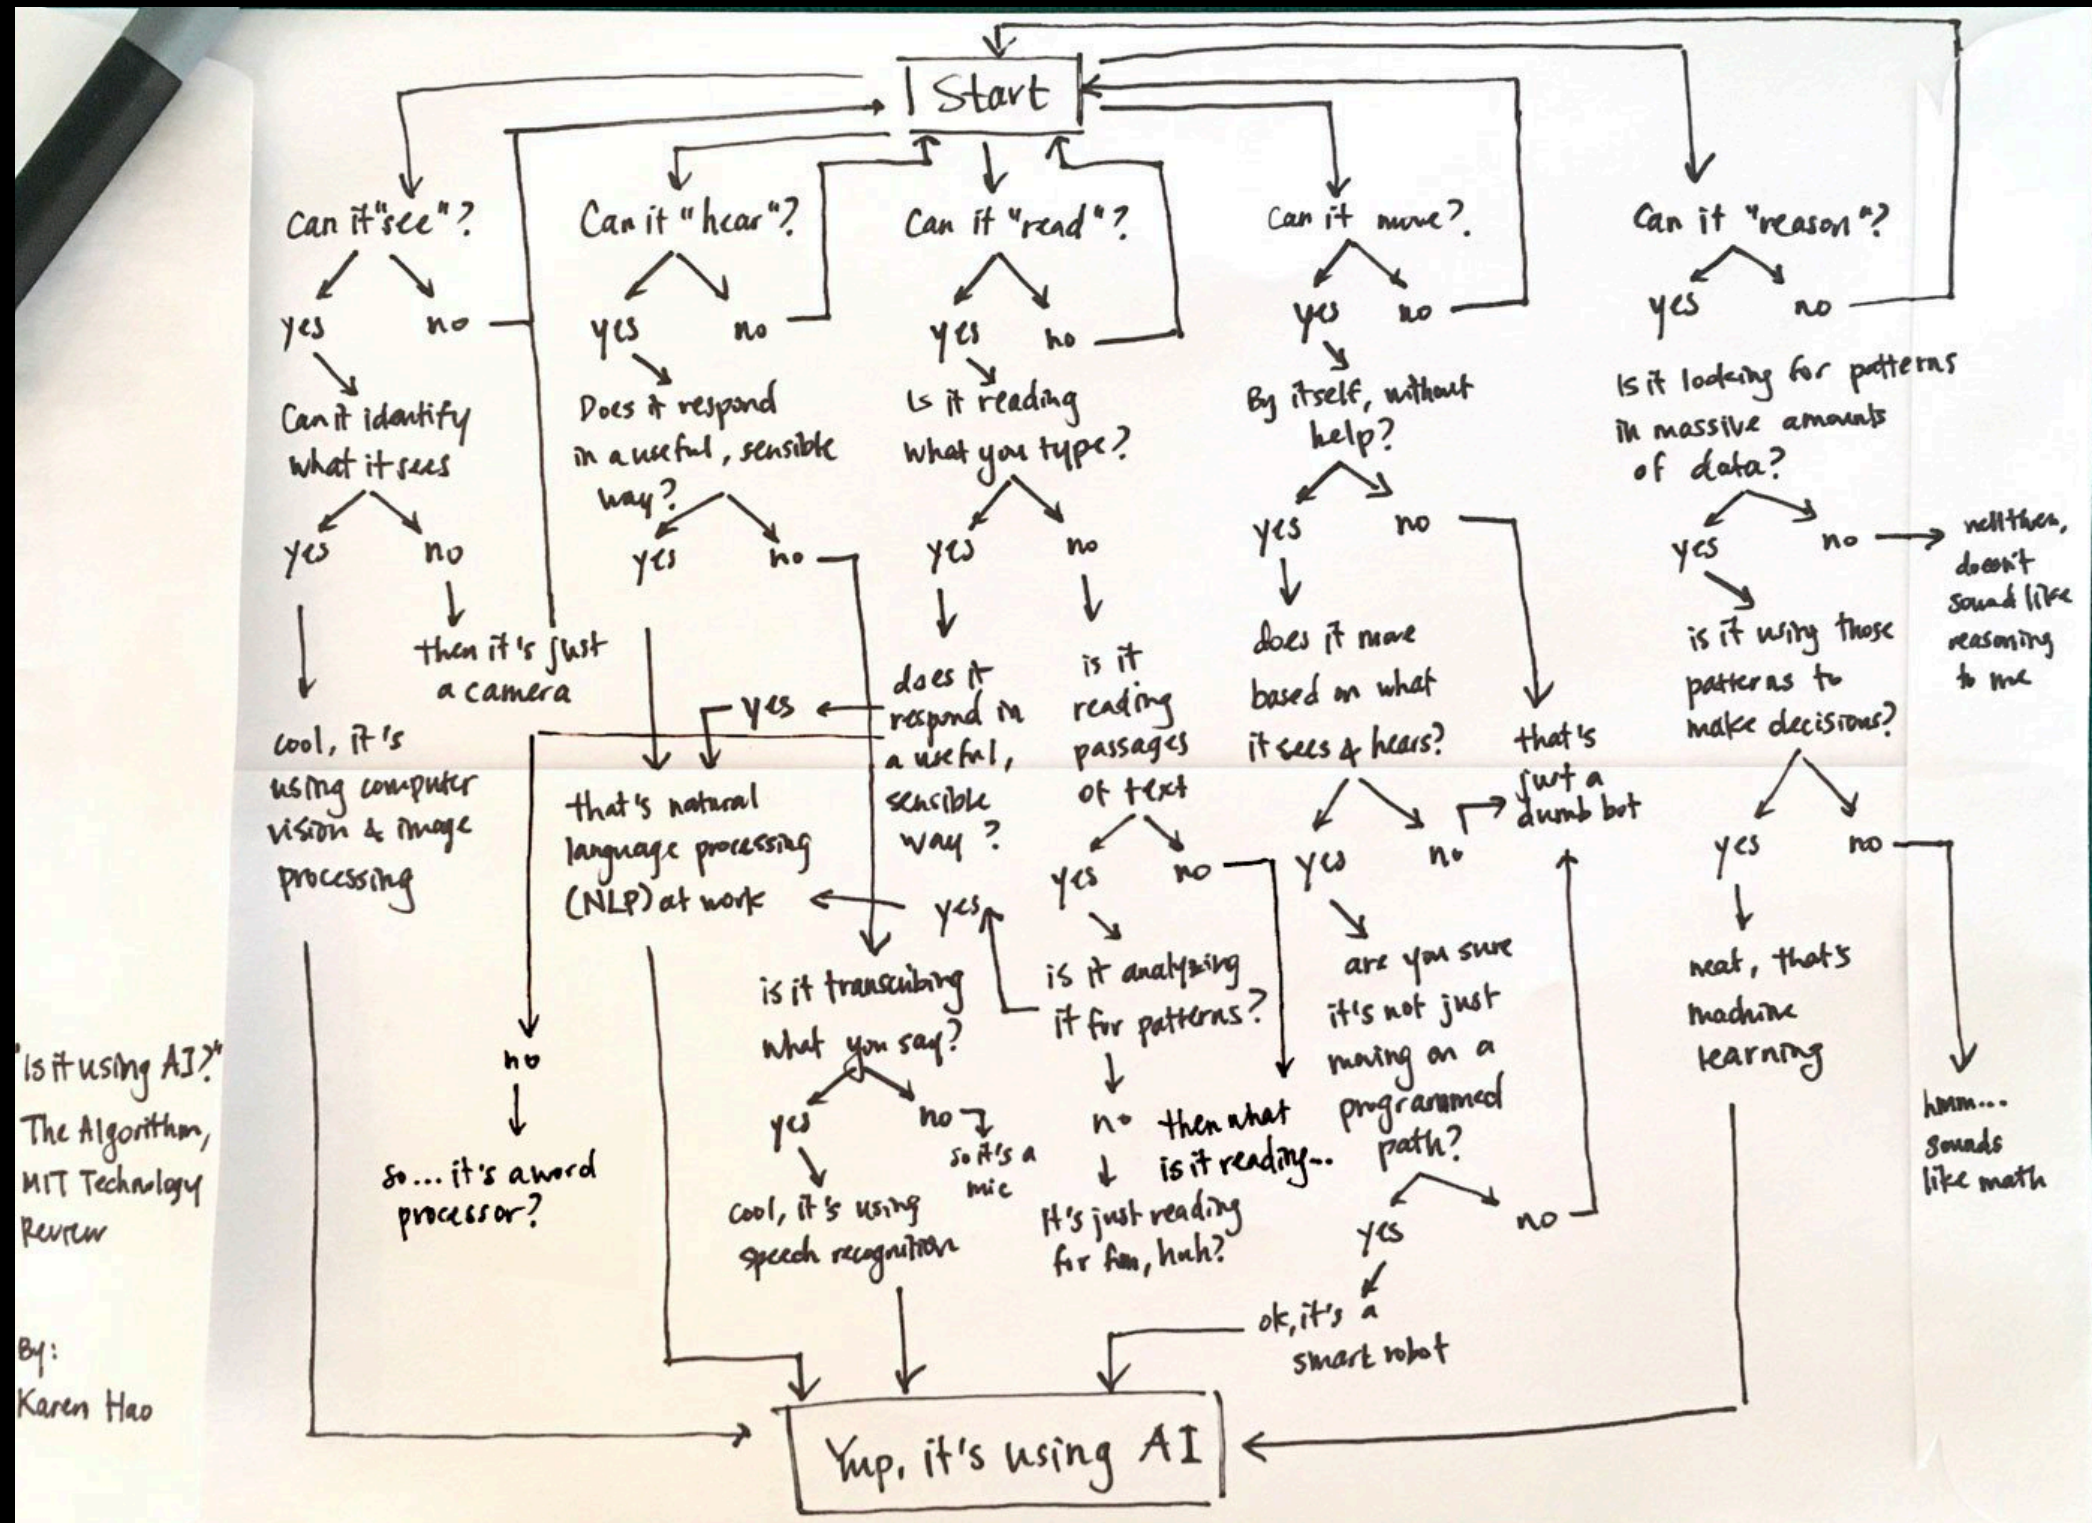 Start
Can it "see"?
yes
no
Can it identify
what it sees
yes
no
then it's just
a camera
cool, it's
using computer
vision & image
processing
Can it "hear"?
yes
no
Does it respond
in a useful, sensible
way?
yes
no
that's natural
language processing
(NLP) at work
is it transcribing
what you say?
yes
no
so it's a
mic
cool, it's using
speech recognition
Can it "read"?
yes
no
Is it reading
what you type?
yes
no
does it
respond in
a useful,
sensible
way?
yes
no
so... it's a word
processor?
is it
reading
passages
of text
yes
no
then what
is it reading...
is it analyzing
it for patterns?
yes
no
It's just reading
for fun, huh?
Can it move?
yes
no
By itself, without
help?
yes
no
does it move
based on what
it sees & hears?
yes
no
that's
just a
dumb bot
are you sure
it's not just
moving on a
programmed
path?
yes
no
ok, it's a
smart robot
Can it "reason"?
yes
no
Is it looking for patterns
in massive amounts
of data?
yes
no
well then,
doesn't
sound like
reasoning
to me
is it using those
patterns to
make decisions?
yes
no
neat, that's
machine
learning
hmm...
sounds
like math
Yup, it's using AI
"Is it using AI?"
The Algorithm,
MIT Technology
Review
By:
Karen Hao